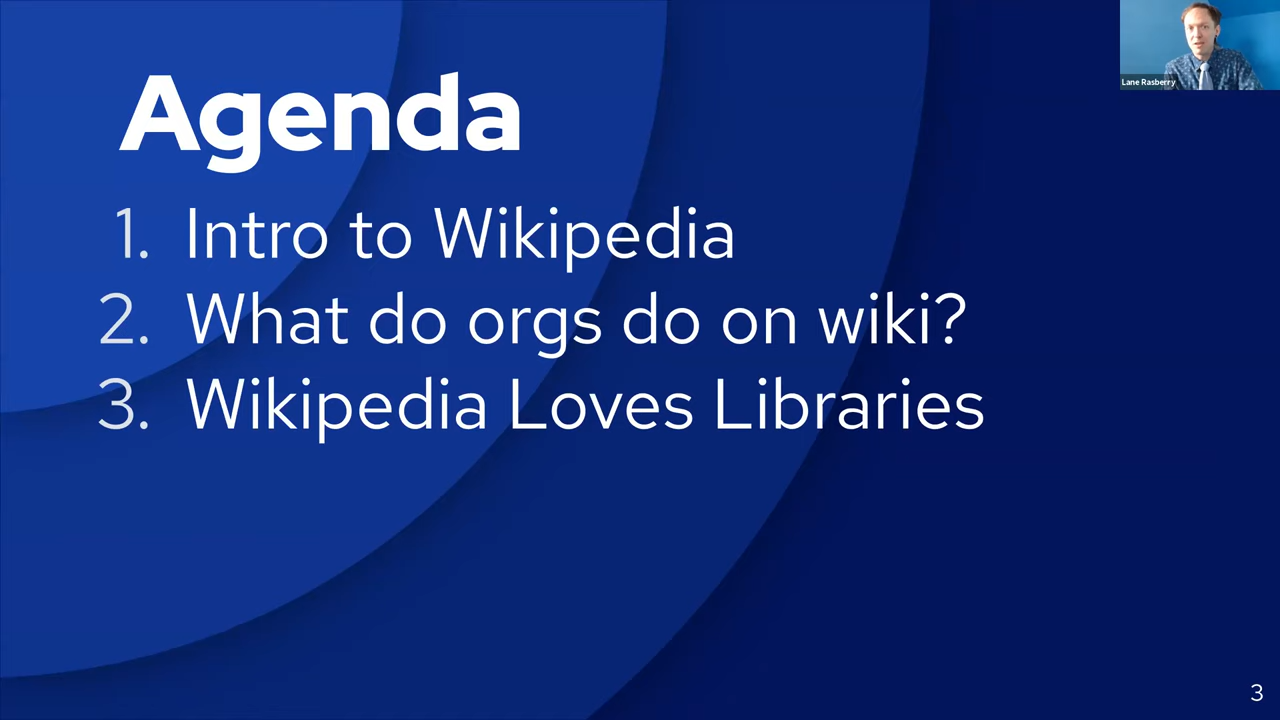 Agenda
1. Intro to Wikipedia
2. What do orgs do on wiki?
3. Wikipedia Loves Libraries
Lane Rasberry
3